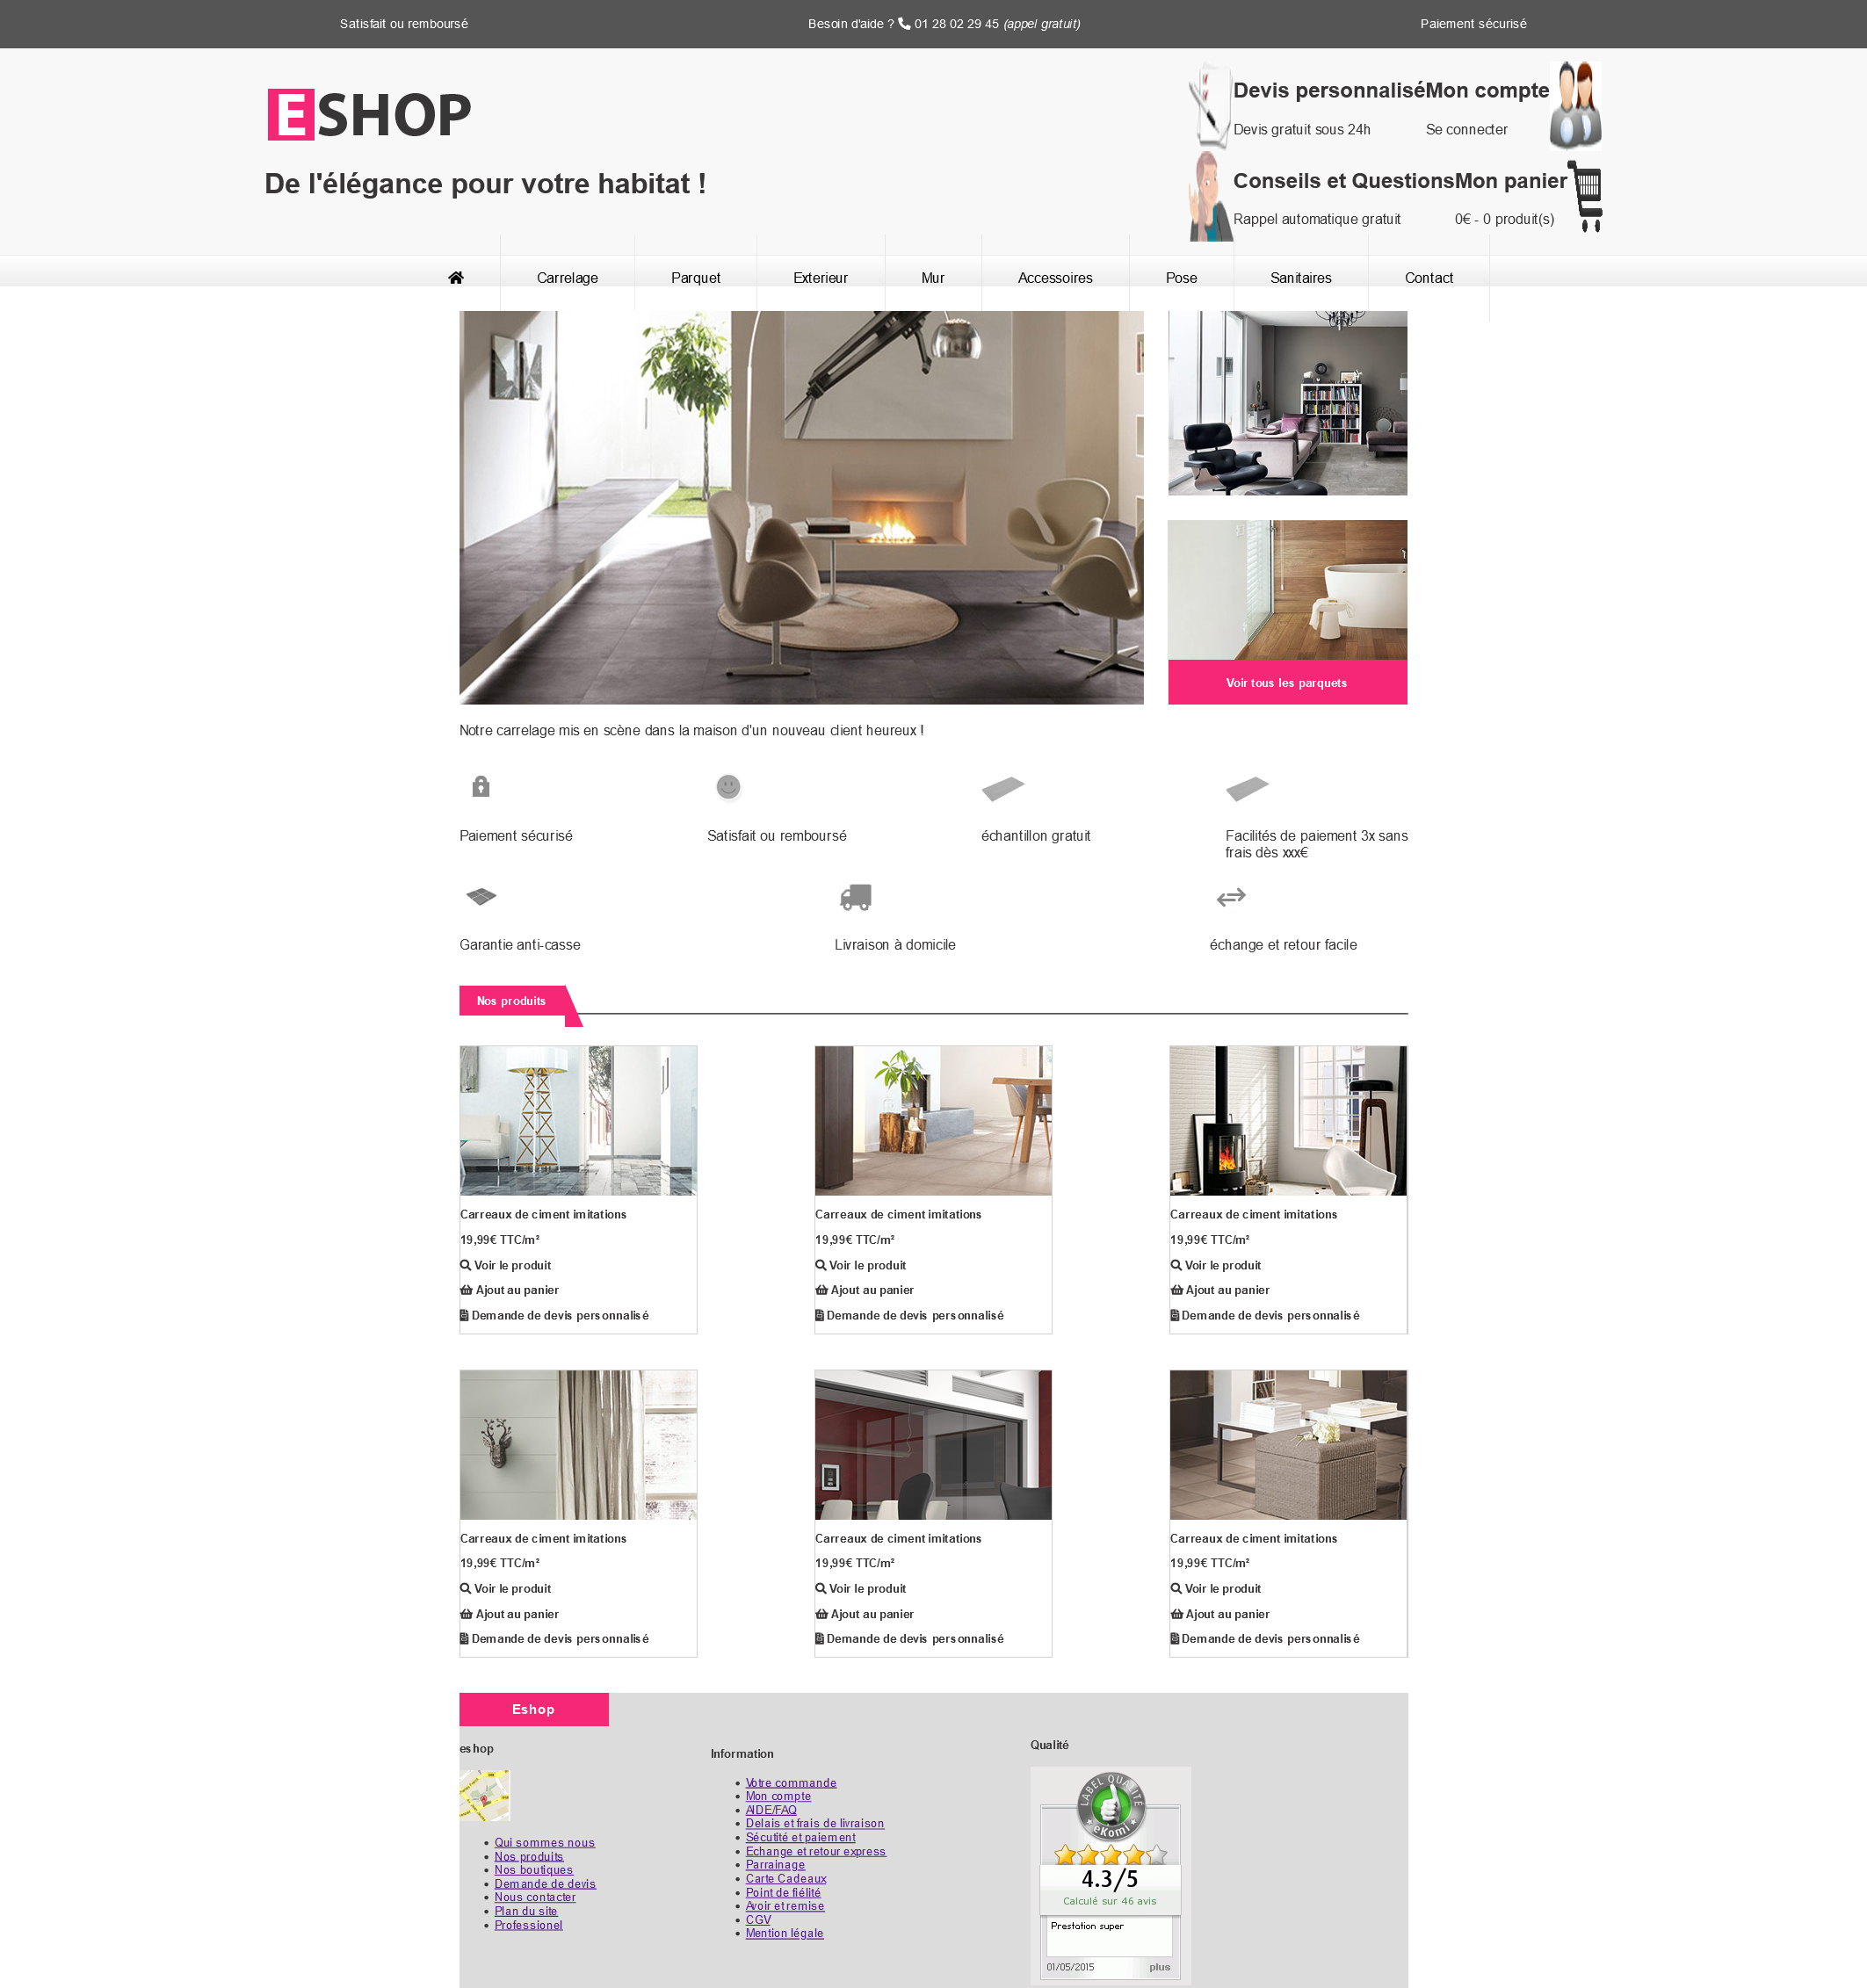 Satisfait ou remboursé
Besoin d'aide ? 01 28 02 29 45 (appel gratuit)
Paiement sécurisé
ESHOP
De l'élégance pour votre habitat !
Devis personnalisé
Devis gratuit sous 24h
Mon compte
Se connecter
Conseils et Questions
Rappel automatique gratuit
Mon panier
0€ - 0 produit(s)
Carrelage
Parquet
Exterieur
Mur
Accessoires
Pose
Sanitaires
Contact
Voir tous les parquets
Notre carrelage mis en scène dans la maison d'un nouveau client heureux !
Paiement sécurisé
Satisfait ou remboursé
échantillon gratuit
Facilités de paiement 3x sans
frais dès xxx€
Garantie anti-casse
Livraison à domicile
échange et retour facile
Nos produits
Carreaux de ciment imitations
19,99€ TTC/m²
Voir le produit
Ajout au panier
Demande de devis personnalisé
Carreaux de ciment imitations
19,99€ TTC/m²
Voir le produit
Ajout au panier
Demande de devis personnalisé
Carreaux de ciment imitations
19,99€ TTC/m²
Voir le produit
Ajout au panier
Demande de devis personnalisé
Carreaux de ciment imitations
19,99€ TTC/m²
Voir le produit
Ajout au panier
Demande de devis personnalisé
Carreaux de ciment imitations
19,99€ TTC/m²
Voir le produit
Ajout au panier
Demande de devis personnalisé
Carreaux de ciment imitations
19,99€ TTC/m²
Voir le produit
Ajout au panier
Demande de devis personnalisé
Eshop
eshop
Qui sommes nous
Nos produits
Nos boutiques
Demande de devis
Nous contacter
Plan du site
Professionel
Information
Votre commande
Mon compte
AIDE/FAQ
Delais et frais de livraison
Sécutité et paiement
Echange et retour express
Parrainage
Carte Cadeaux
Point de fiélité
Avoir et remise
CGV
Mention légale
Qualité
LABEL QUALITÉ
eKomi
4.3/5
Calculé sur 46 avis
Prestation super
01/05/2015
plus